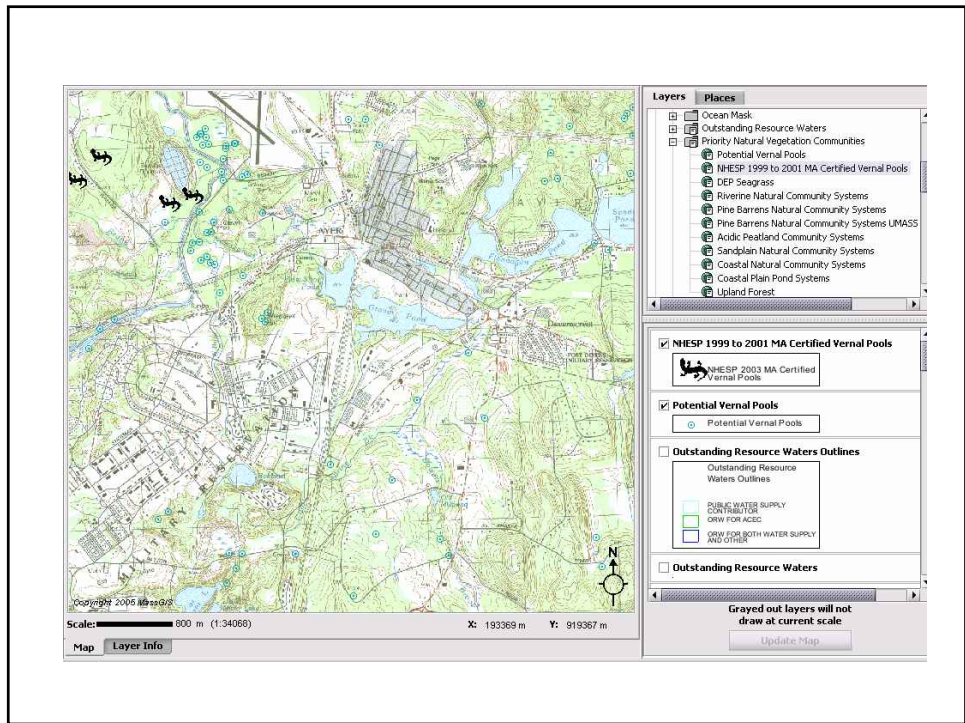 Layers
Places
Ocean Mask
Outstanding Resource Waters
Priority Natural Vegetation Communities
Potential Vernal Pools
NHESP 1999 to 2001 MA Certified Vernal Pools
DEP Seagrass
Riverine Natural Community Systems
Pine Barrens Natural Community Systems
Pine Barrens Natural Community Systems UMASS
Acidic Peatland Community Systems
Sandplain Natural Community Systems
Coastal Natural Community Systems
Coastal Plain Pond Systems
Upland Forest
NHESP 1999 to 2001 MA Certified Vernal Pools
NHESP 2003 MA Certified
Vernal Pools
Potential Vernal Pools
Potential Vernal Pools
Outstanding Resource Waters Outlines
Outstanding Resource
Waters Outlines
PUBLIC WATER SUPPLY
CONTRIBUTOR
ORW FOR ACEC
ORW FOR BOTH WATER SUPPLY
AND OTHER
Outstanding Resource Waters
Grayed out layers will not
draw at current scale
Update Map
AYER
Grove Pond
MILITARY RESERVATION
N
Copyright 2005 MassGIS
Scale: 800 m (1:34068) X: 193369 m Y: 919367 m
Map
Layer Info